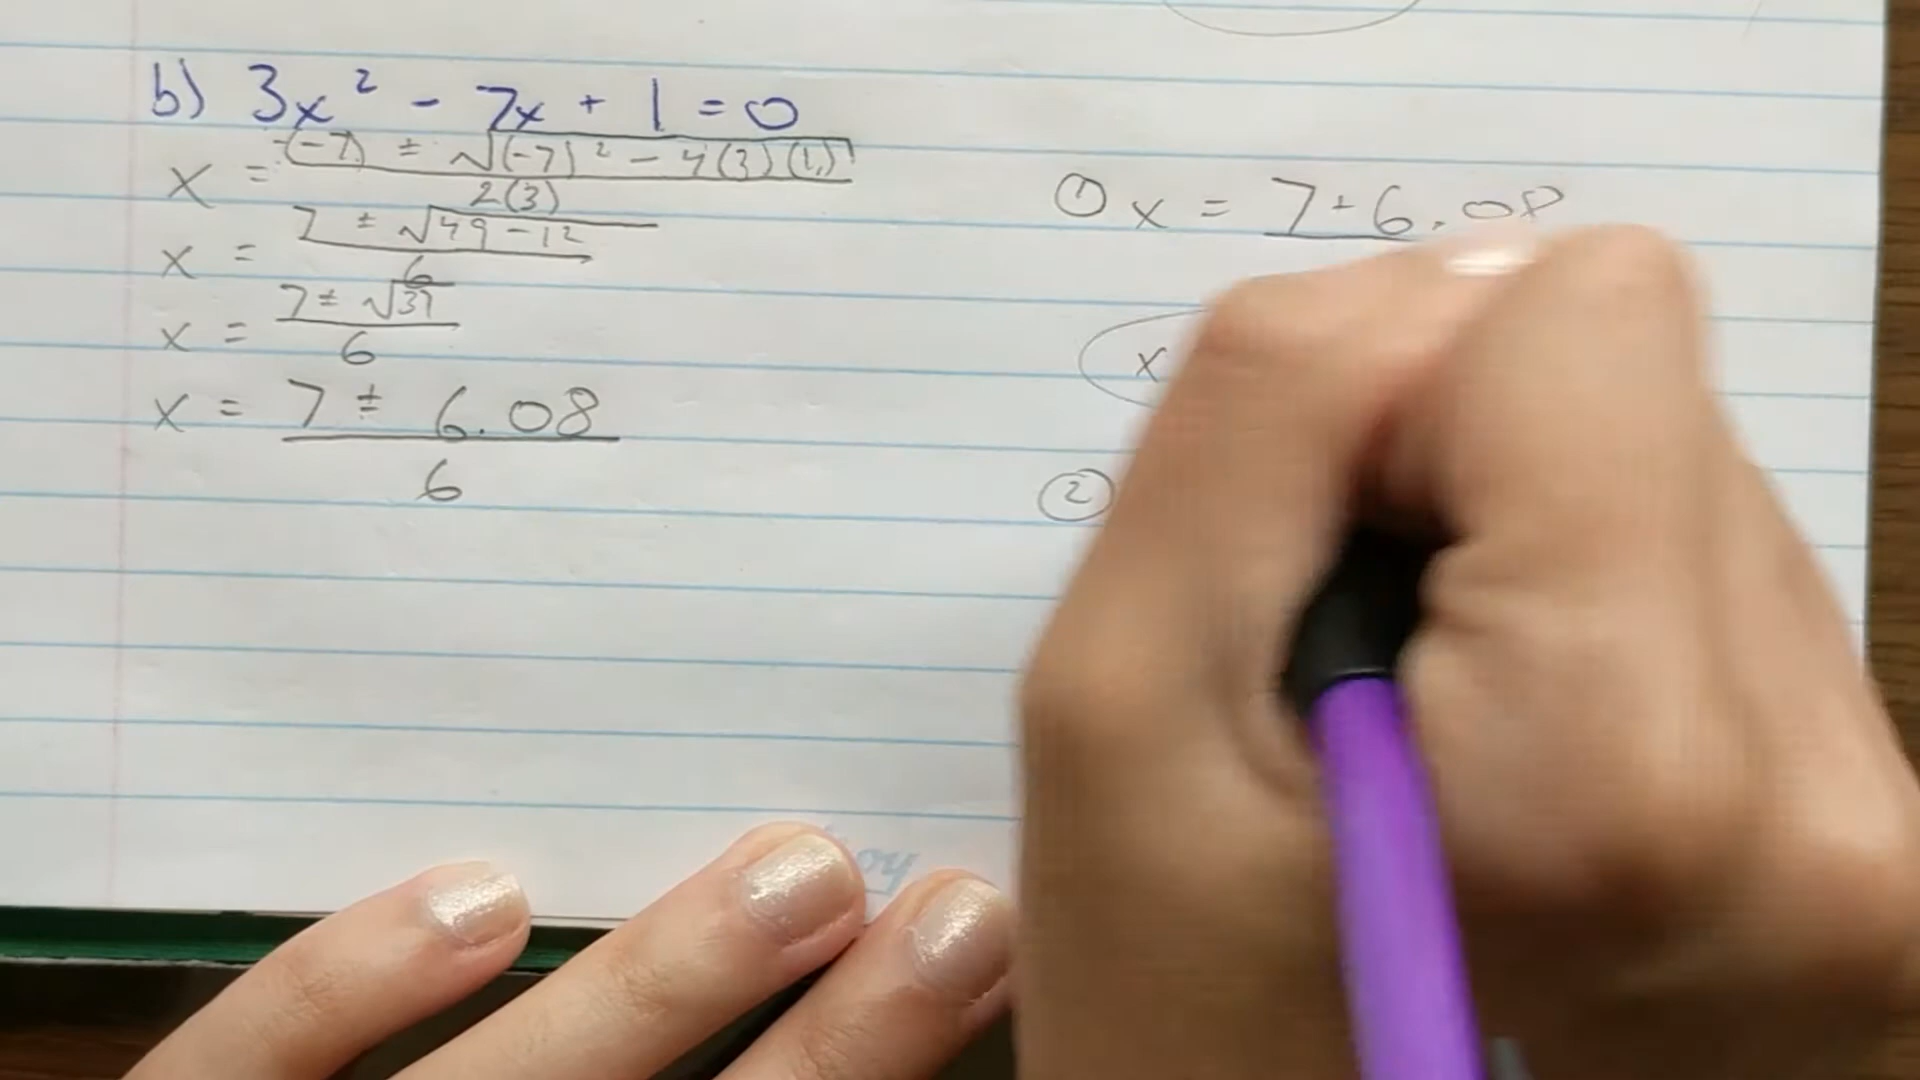 b) 3x² - 7x + 1 = 0
x = -(-7) ± √(-7)² - 4(3)(1)
2(3)
x = 7 ± √49 - 12
6
x = 7 ± √37
6
x = 7 ± 6.08
6
① x = 7 + 6.08
x
②